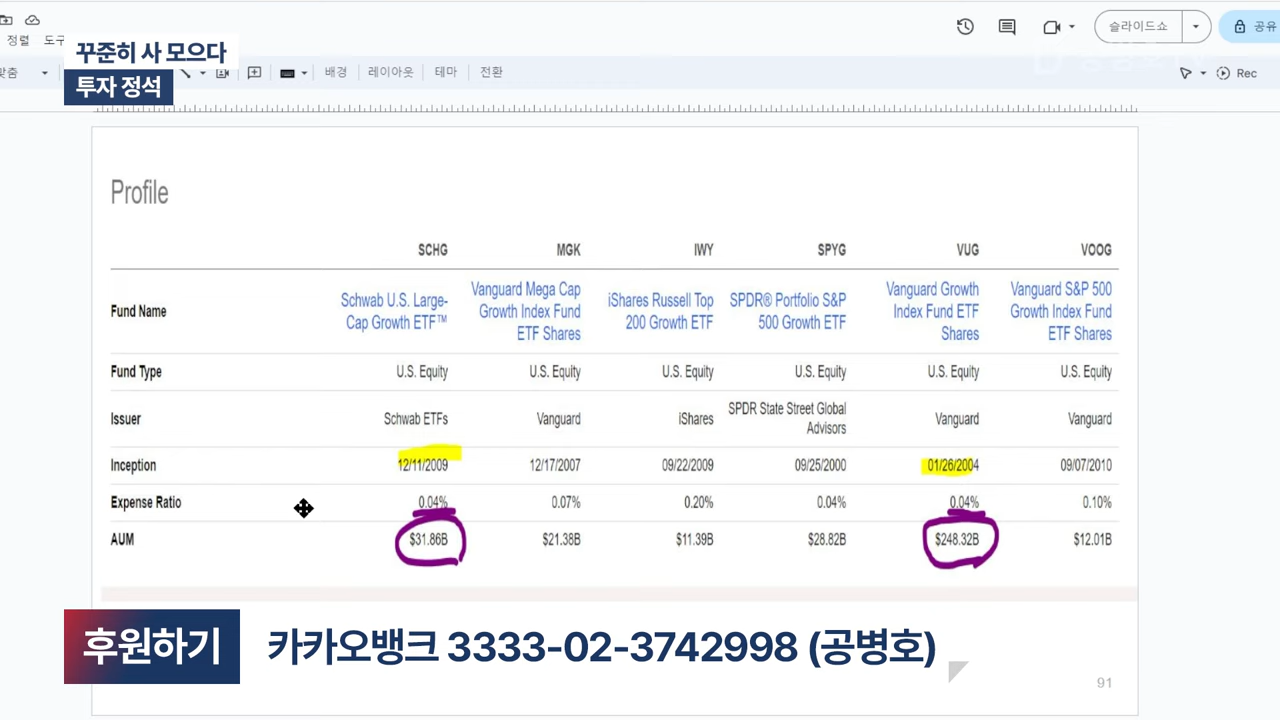 정렬 도구
슬라이드쇼
공유
꾸준히 사 모으다
투자 정석
맞춤
배경 레이아웃 테마 전환
Rec
Profile
SCHG MGK IWY SPYG VUG VOOG
Fund Name
Schwab U.S. Large-
Cap Growth ETF™
Vanguard Mega Cap
Growth Index Fund
ETF Shares
iShares Russell Top
200 Growth ETF
SPDR® Portfolio S&P
500 Growth ETF
Vanguard Growth
Index Fund ETF
Shares
Vanguard S&P 500
Growth Index Fund
ETF Shares
Fund Type U.S. Equity U.S. Equity U.S. Equity U.S. Equity U.S. Equity U.S. Equity
Issuer Schwab ETFs Vanguard iShares SPDR State Street Global
Advisors Vanguard Vanguard
Inception 12/11/2009 12/17/2007 09/22/2009 09/25/2000 01/26/2004 09/07/2010
Expense Ratio 0.04% 0.07% 0.20% 0.04% 0.04% 0.10%
AUM $31.86B $21.38B $11.39B $28.82B $248.32B $12.01B
후원하기
카카오뱅크 3333-02-3742998 (공병호)
91